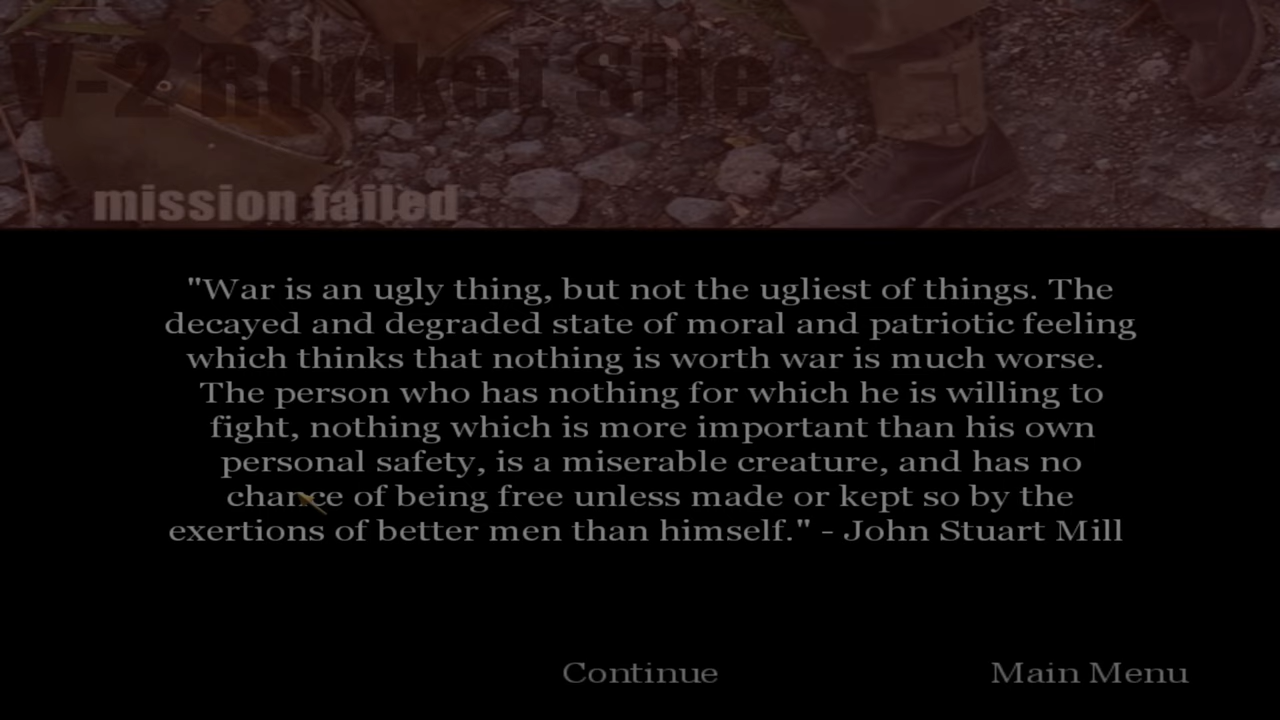 V-2 Rocket Site
mission failed
"War is an ugly thing, but not the ugliest of things. The
decayed and degraded state of moral and patriotic feeling
which thinks that nothing is worth war is much worse.
The person who has nothing for which he is willing to
fight, nothing which is more important than his own
personal safety, is a miserable creature, and has no
chance of being free unless made or kept so by the
exertions of better men than himself." - John Stuart Mill
Continue
Main Menu